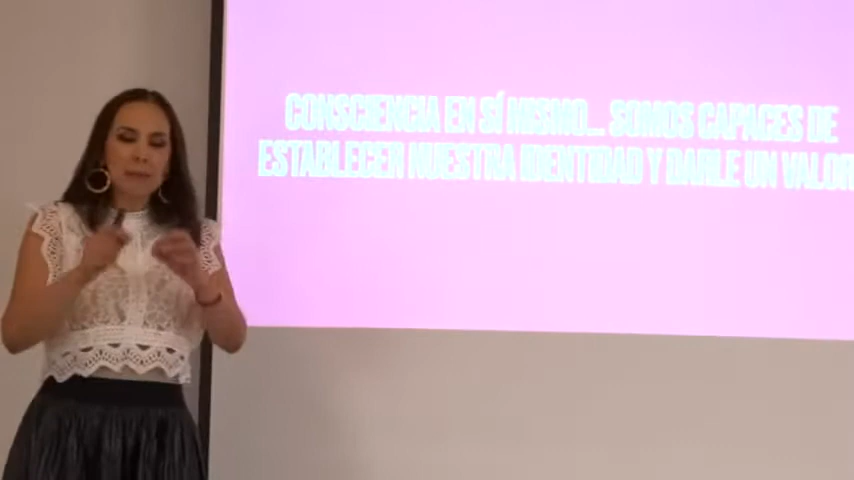 CONSCIENCIA EN SÍ MISMO... SOMOS CAPACES DE
ESTABLECER NUESTRA IDENTIDAD Y DARLE UN VALOR